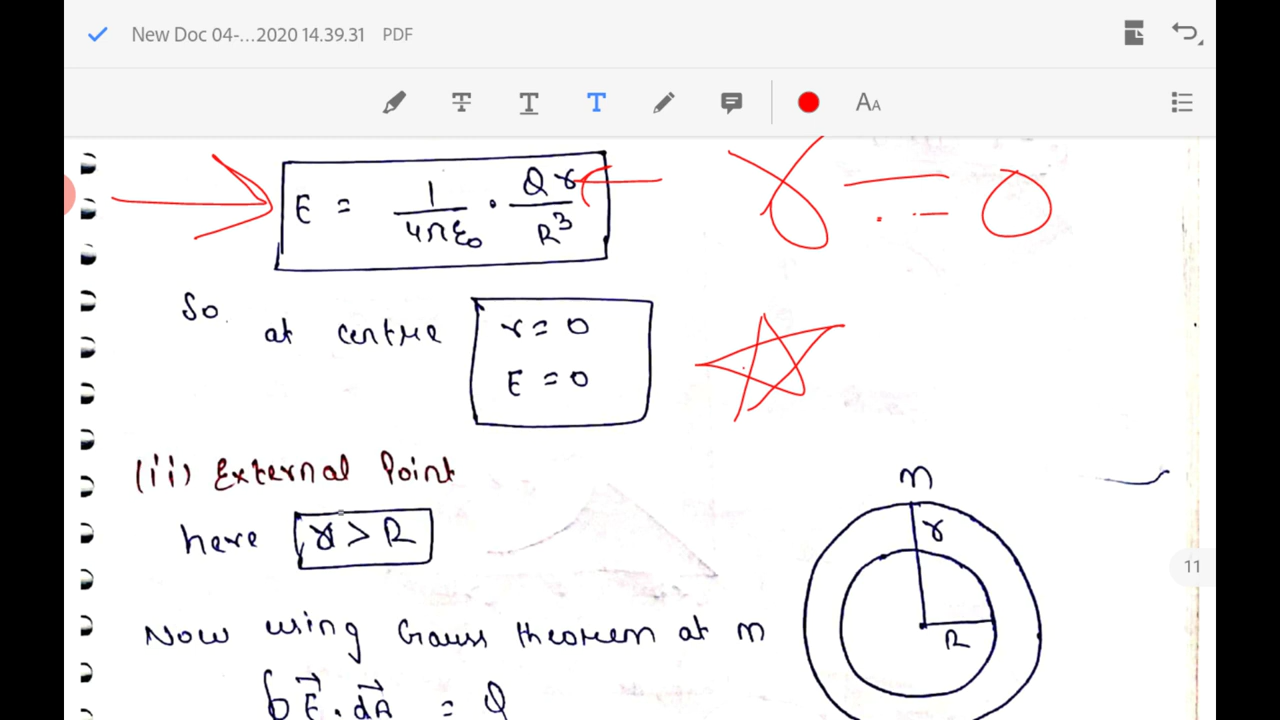 New Doc 04-...2020 14.39.31 PDF
T T T AA
E = 1/4πε₀ · Qr/R³
r = 0
So. at centre
r = 0
E = 0
(ii) External Point
here r > R
m
r
R
11
Now using Gauss theorem at m
∮E⃗ . dA⃗ = Q